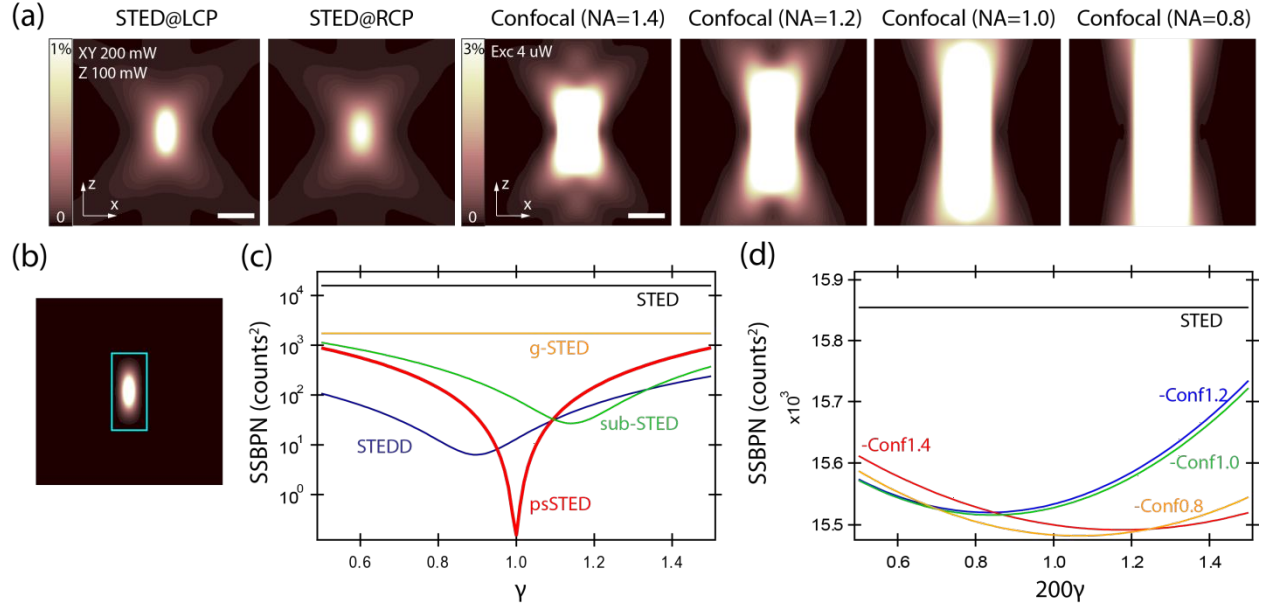 (a)
STED@LCP
STED@RCP
Confocal (NA=1.4)
Confocal (NA=1.2)
Confocal (NA=1.0)
Confocal (NA=0.8)
1%
XY 200 mW
Z 100 mW
0
z
x
z
x
3%
Exc 4 uW
0
(b)
(c)
SSBPN (counts²)
10⁴
10³
10²
10¹
10⁰
STED
g-STED
sub-STED
STEDD
psSTED
0.6
0.8
1.0
1.2
1.4
γ
(d)
SSBPN (counts²)
x10³
15.9
15.8
15.7
15.6
15.5
STED
-Conf1.2
-Conf1.0
-Conf1.4
-Conf0.8
0.6
0.8
1.0
1.2
1.4
200γ